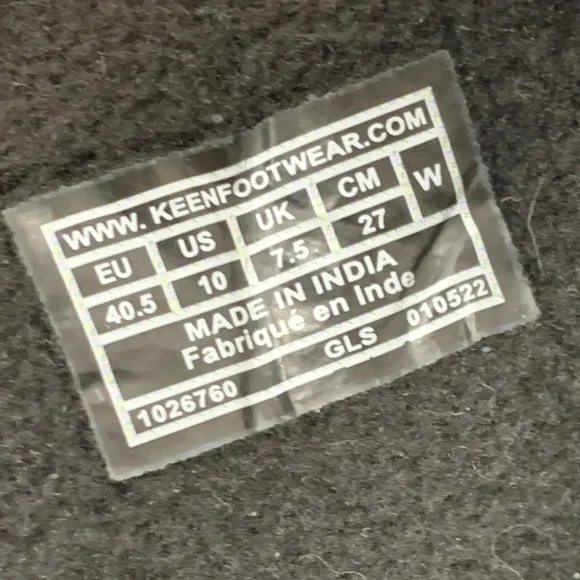 WWW. KEENFOOTWEAR.COM
EU US UK CM W
40.5 10 7.5 27
MADE IN INDIA
Fabriqué en Inde
1026760 GLS 010522